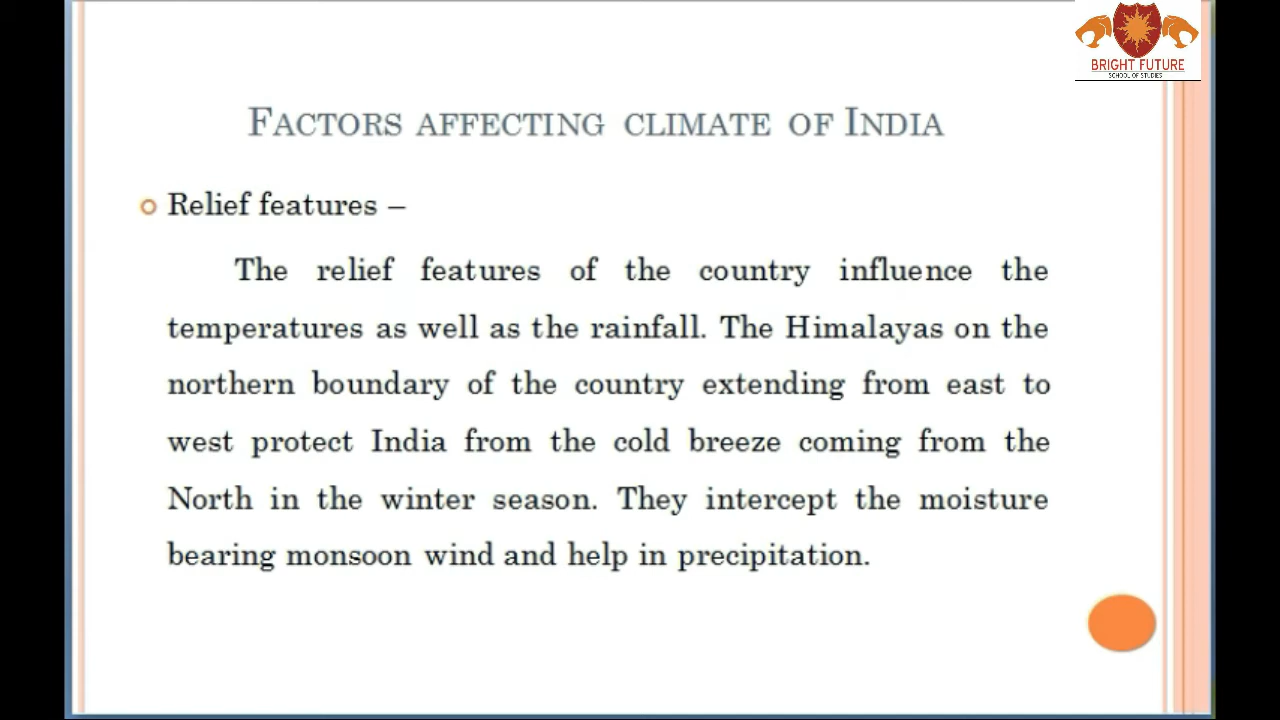 BRIGHT FUTURE
SCHOOL OF STUDIES
FACTORS AFFECTING CLIMATE OF INDIA
Relief features –
The relief features of the country influence the
temperatures as well as the rainfall. The Himalayas on the
northern boundary of the country extending from east to
west protect India from the cold breeze coming from the
North in the winter season. They intercept the moisture
bearing monsoon wind and help in precipitation.